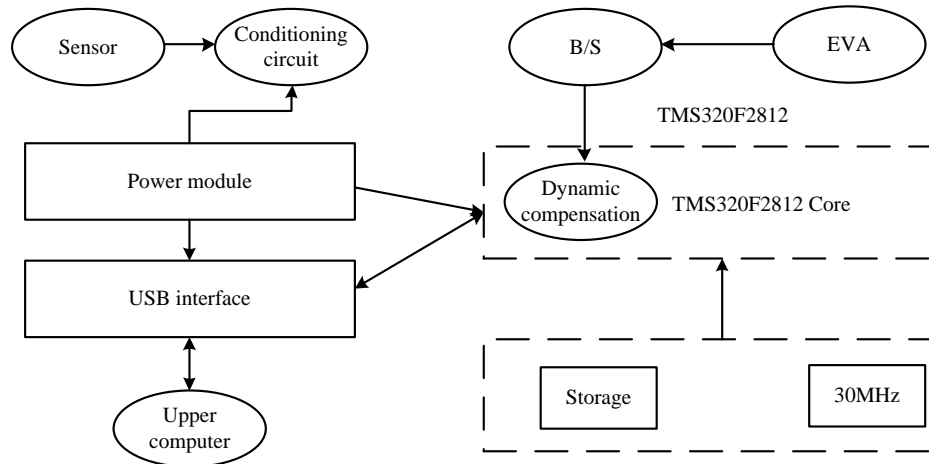 Sensor
Conditioning
circuit
B/S
EVA
TMS320F2812
Power module
Dynamic
compensation
TMS320F2812 Core
USB interface
Storage
30MHz
Upper
computer